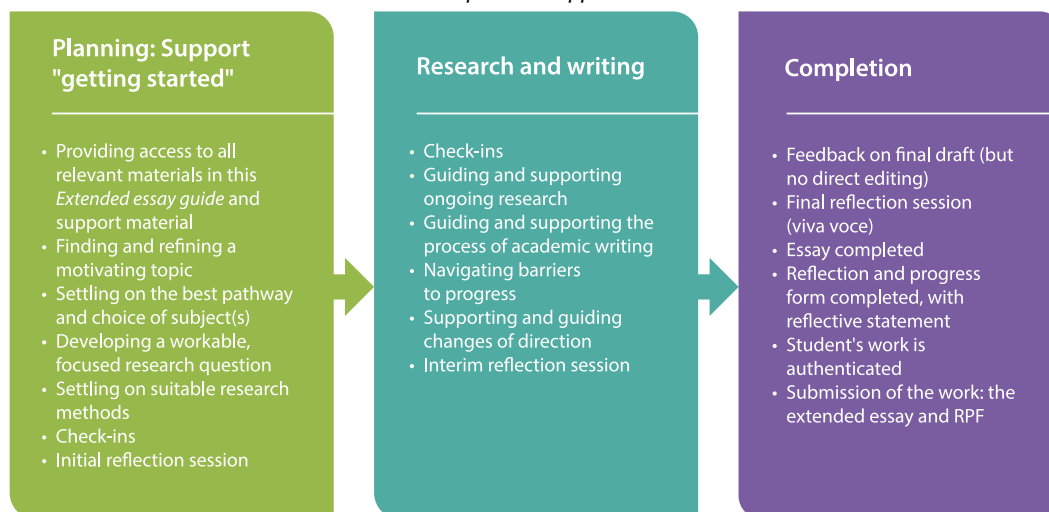 Planning: Support
"getting started"
• Providing access to all
relevant materials in this
Extended essay guide and
support material
• Finding and refining a
motivating topic
• Settling on the best pathway
and choice of subject(s)
• Developing a workable,
focused research question
• Settling on suitable research
methods
• Check-ins
• Initial reflection session
Research and writing
• Check-ins
• Guiding and supporting
ongoing research
• Guiding and supporting the
process of academic writing
• Navigating barriers
to progress
• Supporting and guiding
changes of direction
• Interim reflection session
Completion
• Feedback on final draft (but
no direct editing)
• Final reflection session
(viva voce)
• Essay completed
• Reflection and progress
form completed, with
reflective statement
• Student's work is
authenticated
• Submission of the work: the
extended essay and RPF